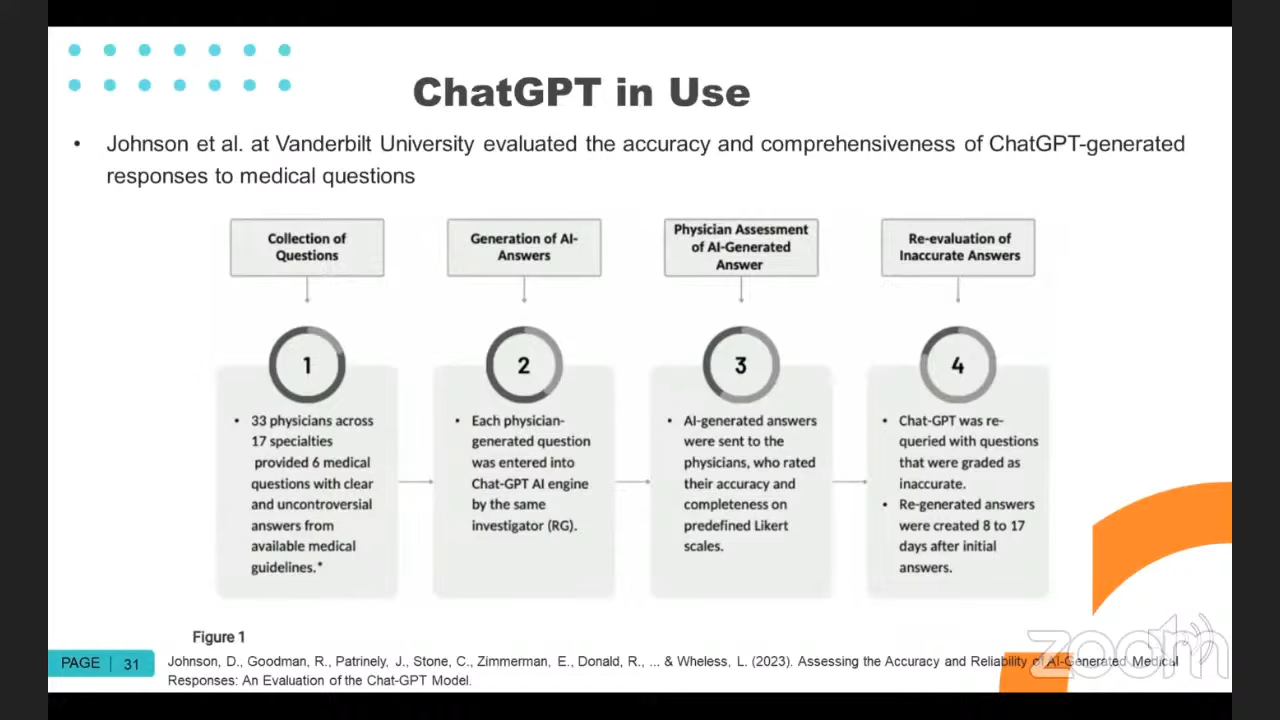 ChatGPT in Use
• Johnson et al. at Vanderbilt University evaluated the accuracy and comprehensiveness of ChatGPT-generated
responses to medical questions
Collection of
Questions
Generation of AI-
Answers
Physician Assessment
of AI-Generated
Answer
Re-evaluation of
Inaccurate Answers
1
• 33 physicians across
17 specialties
provided 6 medical
questions with clear
and uncontroversial
answers from
available medical
guidelines.*
2
• Each physician-
generated question
was entered into
Chat-GPT AI engine
by the same
investigator (RG).
3
• AI-generated answers
were sent to the
physicians, who rated
their accuracy and
completeness on
predefined Likert
scales.
4
• Chat-GPT was re-
queried with questions
that were graded as
inaccurate.
• Re-generated answers
were created 8 to 17
days after initial
answers.
Figure 1
PAGE | 31
Johnson, D., Goodman, R., Patrinely, J., Stone, C., Zimmerman, E., Donald, R., ... & Wheless, L. (2023). Assessing the Accuracy and Reliability of AI-Generated Medical
Responses: An Evaluation of the Chat-GPT Model.
zoom